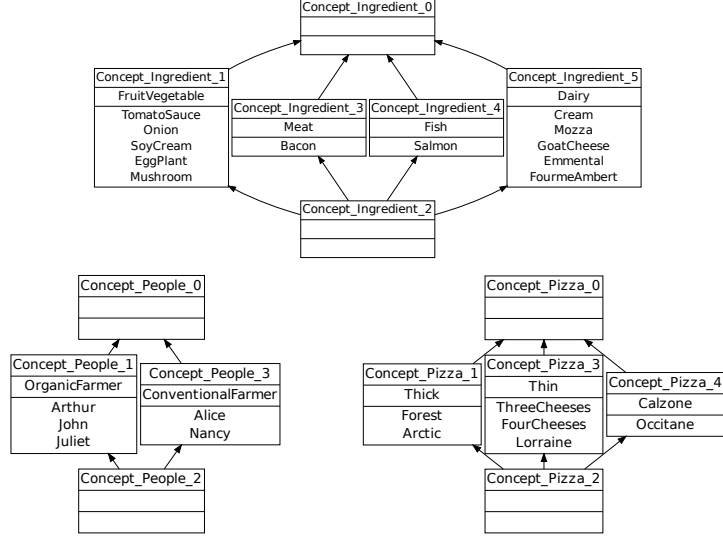 Concept_Ingredient_0
Concept_Ingredient_1
FruitVegetable
TomatoSauce
Onion
SoyCream
EggPlant
Mushroom
Concept_Ingredient_3
Meat
Bacon
Concept_Ingredient_4
Fish
Salmon
Concept_Ingredient_5
Dairy
Cream
Mozza
GoatCheese
Emmental
FourmeAmbert
Concept_Ingredient_2
Concept_People_0
Concept_People_1
OrganicFarmer
Arthur
John
Juliet
Concept_People_3
ConventionalFarmer
Alice
Nancy
Concept_People_2
Concept_Pizza_0
Concept_Pizza_1
Thick
Forest
Arctic
Concept_Pizza_3
Thin
ThreeCheeses
FourCheeses
Lorraine
Concept_Pizza_4
Calzone
Occitane
Concept_Pizza_2